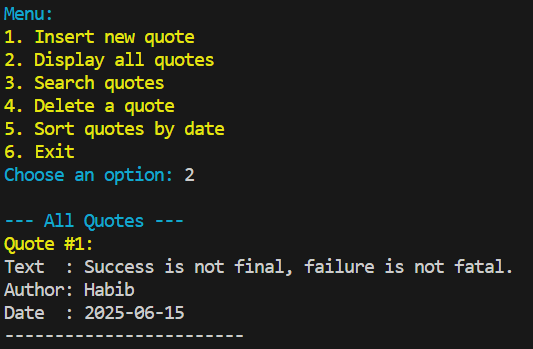 Menu:
1. Insert new quote
2. Display all quotes
3. Search quotes
4. Delete a quote
5. Sort quotes by date
6. Exit
Choose an option: 2
--- All Quotes ---
Quote #1:
Text  : Success is not final, failure is not fatal.
Author: Habib
Date  : 2025-06-15
------------------------